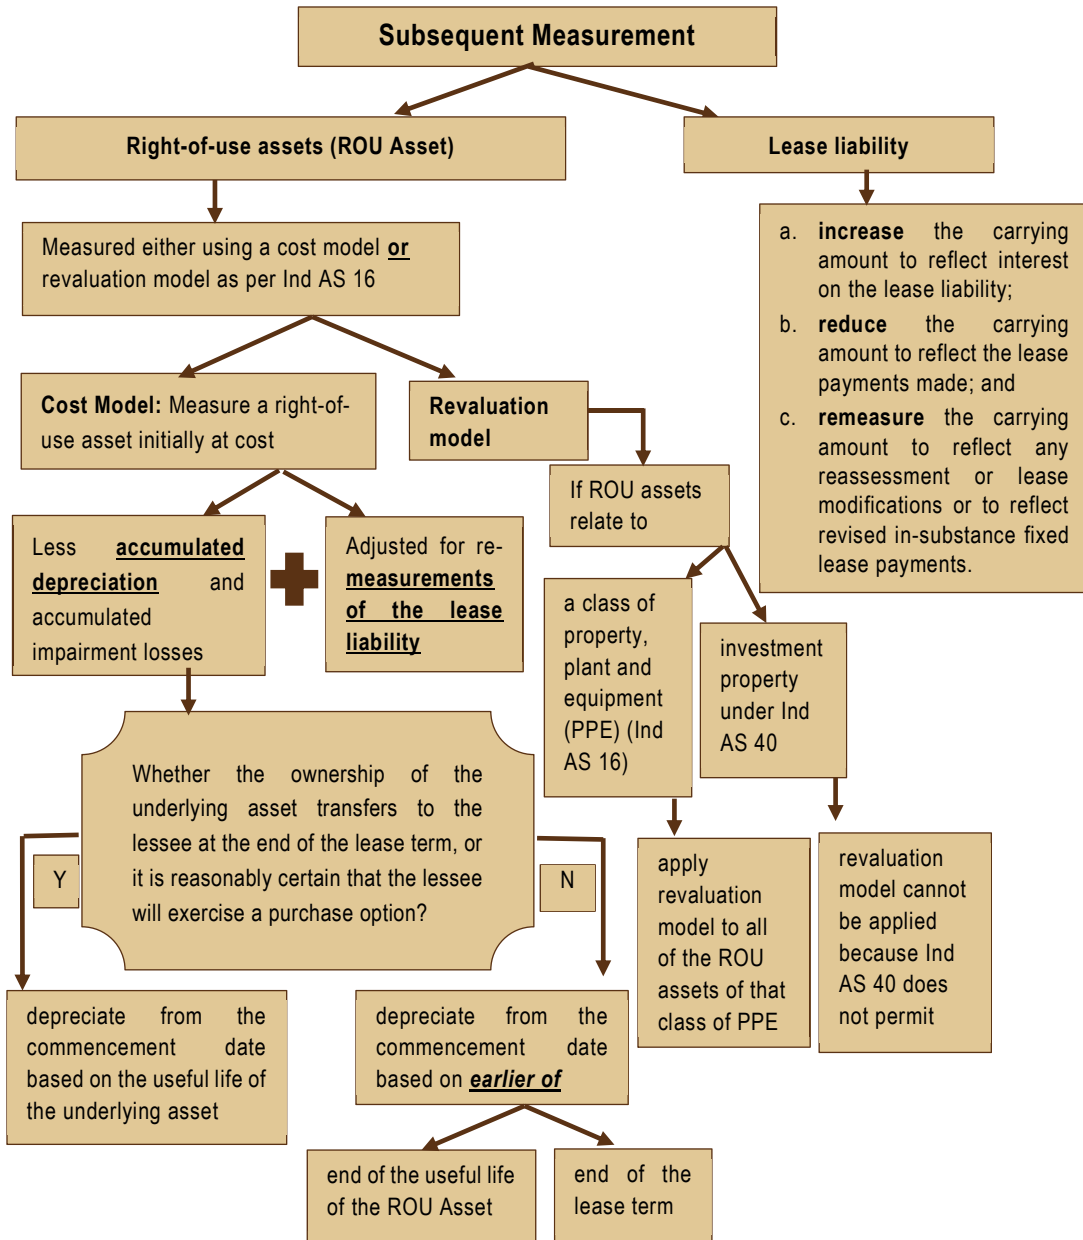 Subsequent Measurement
Right-of-use assets (ROU Asset)
Lease liability
Measured either using a cost model or
revaluation model as per Ind AS 16
a. increase the carrying
amount to reflect interest
on the lease liability;
b. reduce the carrying
amount to reflect the lease
payments made; and
c. remeasure the carrying
amount to reflect any
reassessment or lease
modifications or to reflect
revised in-substance fixed
lease payments.
Cost Model: Measure a right-of-
use asset initially at cost
Revaluation
model
If ROU assets
relate to
Less accumulated
depreciation and
accumulated
impairment losses
Adjusted for re-
measurements
of the lease
liability
a class of
property,
plant and
equipment
(PPE) (Ind
AS 16)
investment
property
under Ind
AS 40
Whether the ownership of the
underlying asset transfers to the
lessee at the end of the lease term, or
it is reasonably certain that the lessee
will exercise a purchase option?
Y
N
apply
revaluation
model to all
of the ROU
assets of that
class of PPE
revaluation
model cannot
be applied
because Ind
AS 40 does
not permit
depreciate from the
commencement date
based on the useful life of
the underlying asset
depreciate from the
commencement date
based on earlier of
end of the useful life
of the ROU Asset
end of the
lease term